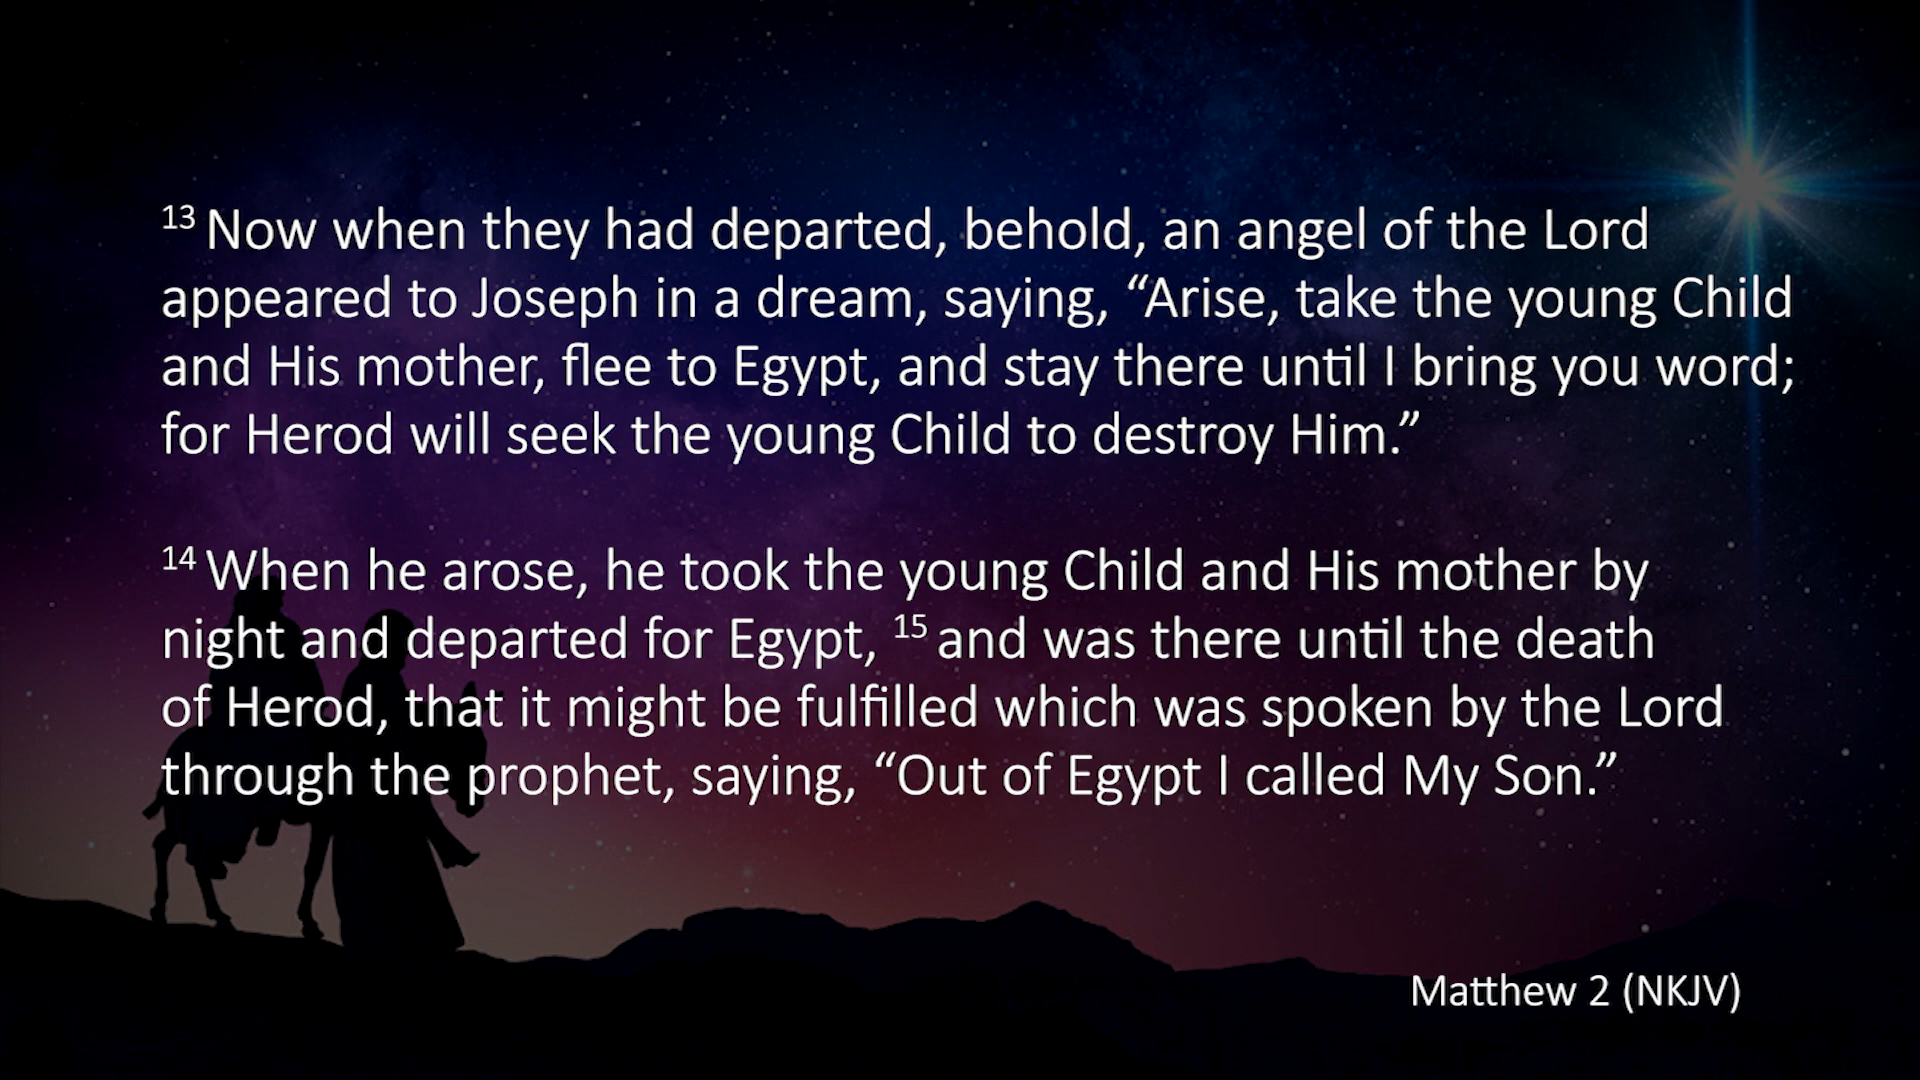 13 Now when they had departed, behold, an angel of the Lord
appeared to Joseph in a dream, saying, “Arise, take the young Child
and His mother, flee to Egypt, and stay there until I bring you word;
for Herod will seek the young Child to destroy Him.”
14 When he arose, he took the young Child and His mother by
night and departed for Egypt, 15 and was there until the death
of Herod, that it might be fulfilled which was spoken by the Lord
through the prophet, saying, “Out of Egypt I called My Son.”
Matthew 2 (NKJV)